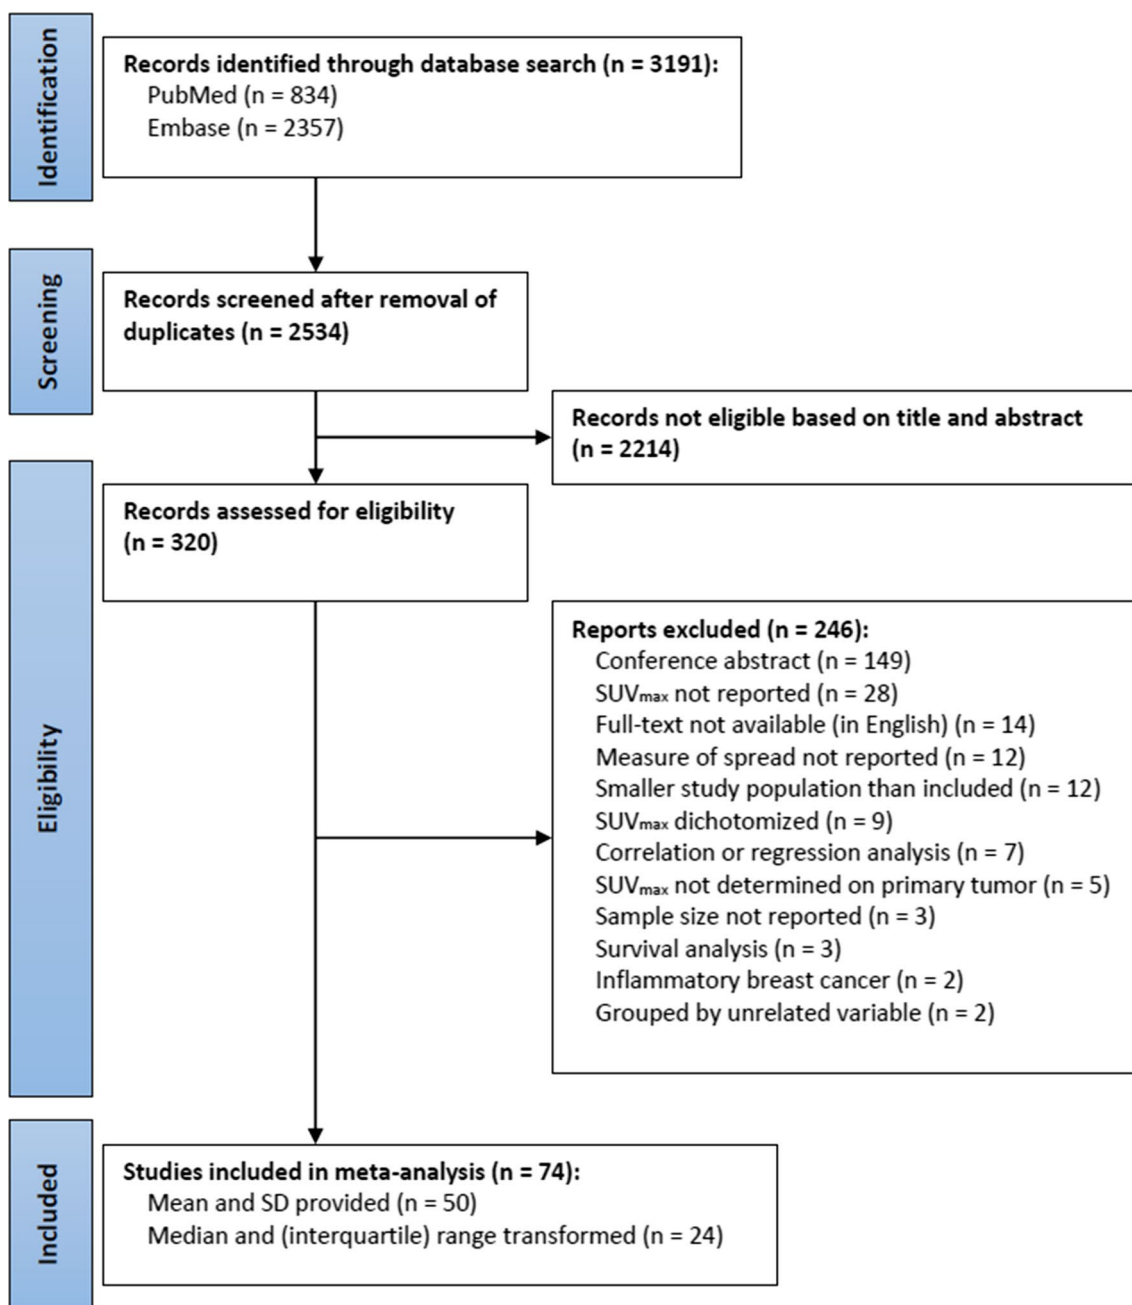 Identification
Records identified through database search (n = 3191):
PubMed (n = 834)
Embase (n = 2357)
Screening
Records screened after removal of
duplicates (n = 2534)
Records not eligible based on title and abstract
(n = 2214)
Eligibility
Records assessed for eligibility
(n = 320)
Reports excluded (n = 246):
Conference abstract (n = 149)
SUVmax not reported (n = 28)
Full-text not available (in English) (n = 14)
Measure of spread not reported (n = 12)
Smaller study population than included (n = 12)
SUVmax dichotomized (n = 9)
Correlation or regression analysis (n = 7)
SUVmax not determined on primary tumor (n = 5)
Sample size not reported (n = 3)
Survival analysis (n = 3)
Inflammatory breast cancer (n = 2)
Grouped by unrelated variable (n = 2)
Included
Studies included in meta-analysis (n = 74):
Mean and SD provided (n = 50)
Median and (interquartile) range transformed (n = 24)